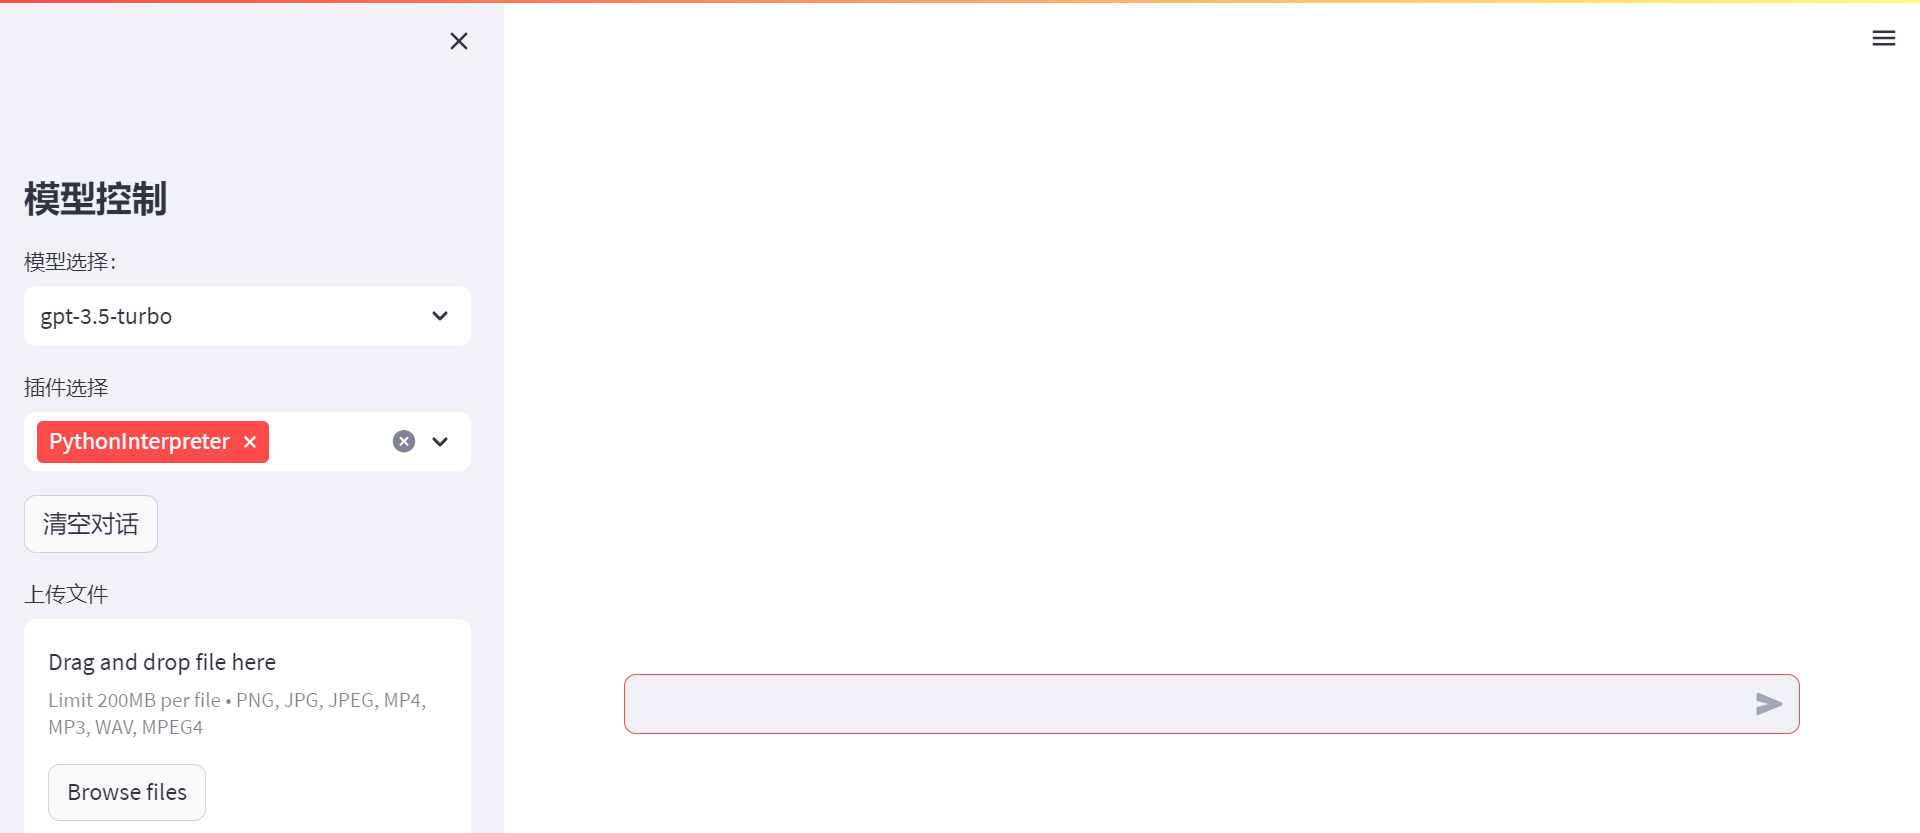 模型控制
模型选择：
gpt-3.5-turbo
插件选择
PythonInterpreter
清空对话
上传文件
Drag and drop file here
Limit 200MB per file • PNG, JPG, JPEG, MP4,
MP3, WAV, MPEG4
Browse files